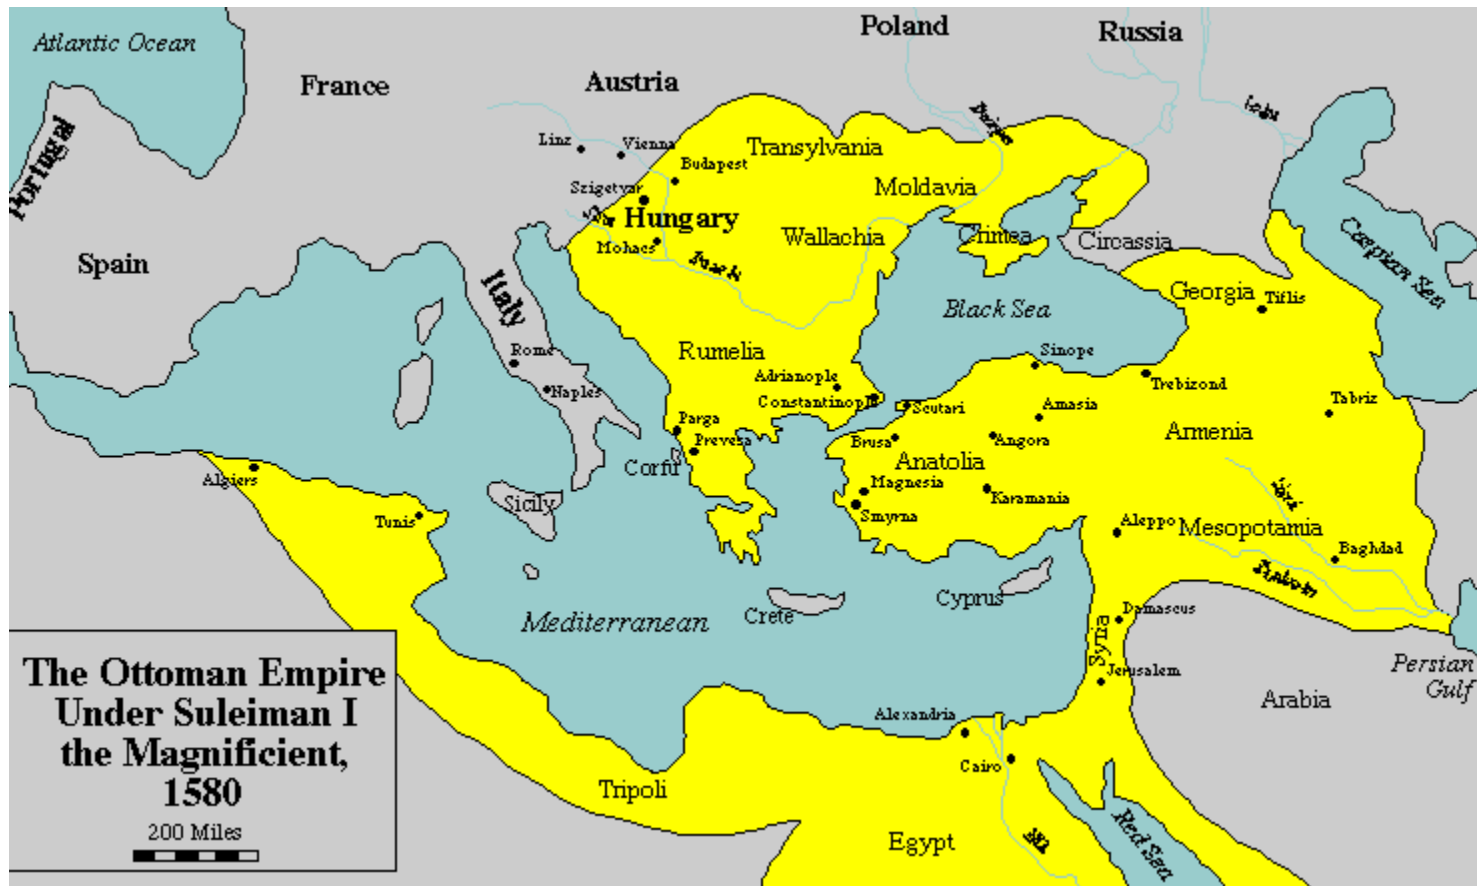 Atlantic Ocean
Poland
Russia
France
Austria
Portugal
Linz
Vienna
Transylvania
Budapest
Szigetvar
Moldavia
Hungary
Mohacs
Wallachia
Crimea
Circassia
Caspian Sea
Spain
Italy
Georgia
Tiflis
Black Sea
Rumelia
Rome
Sinope
Adrianople
Naples
Constantinople
Scutari
Trebizond
Tabriz
Amasia
Parga
Brusa
Angora
Armenia
Prevesa
Corfu
Anatolia
Algiers
Magnesia
Karamania
Sicily
Smyrna
Tunis
Aleppo
Mesopotamia
Baghdad
Cyprus
Crete
Damascus
Mediterranean
Syria
Jerusalem
Persian
Gulf
Arabia
The Ottoman Empire
Under Suleiman I
the Magnificient,
1580
200 Miles
Alexandria
Cairo
Tripoli
Egypt
Red Sea